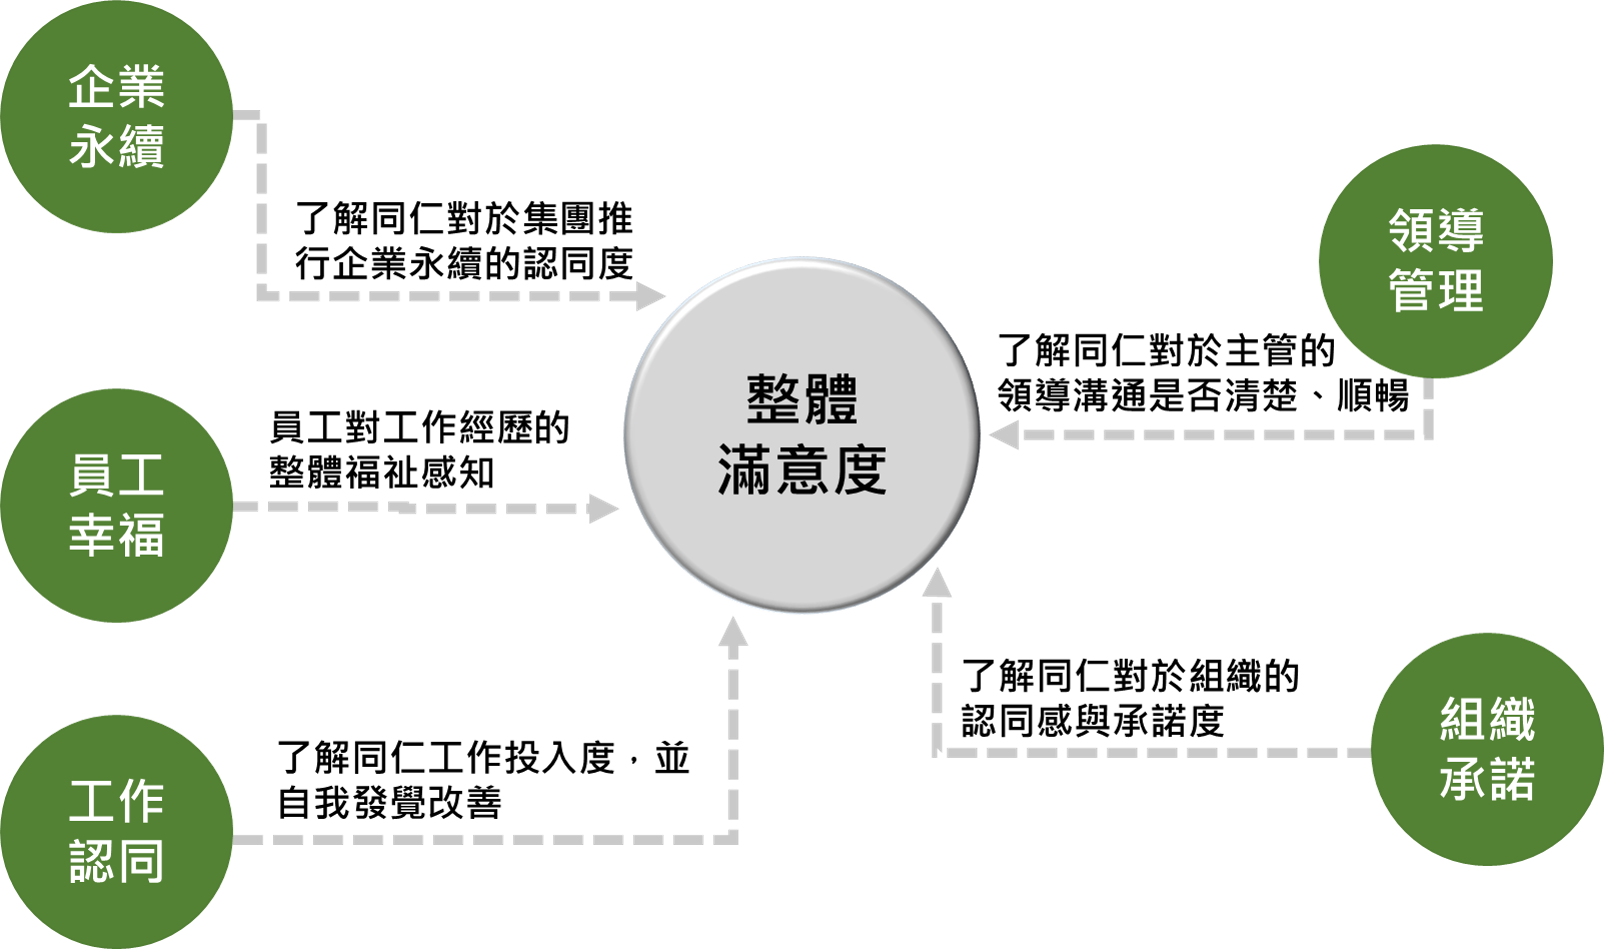 企業
永續
了解同仁對於集團推
行企業永續的認同度
員工
幸福
員工對工作經歷的
整體福祉感知
工作
認同
了解同仁工作投入度，並
自我發覺改善
整體
滿意度
領導
管理
了解同仁對於主管的
領導溝通是否清楚、順暢
組織
承諾
了解同仁對於組織的
認同感與承諾度